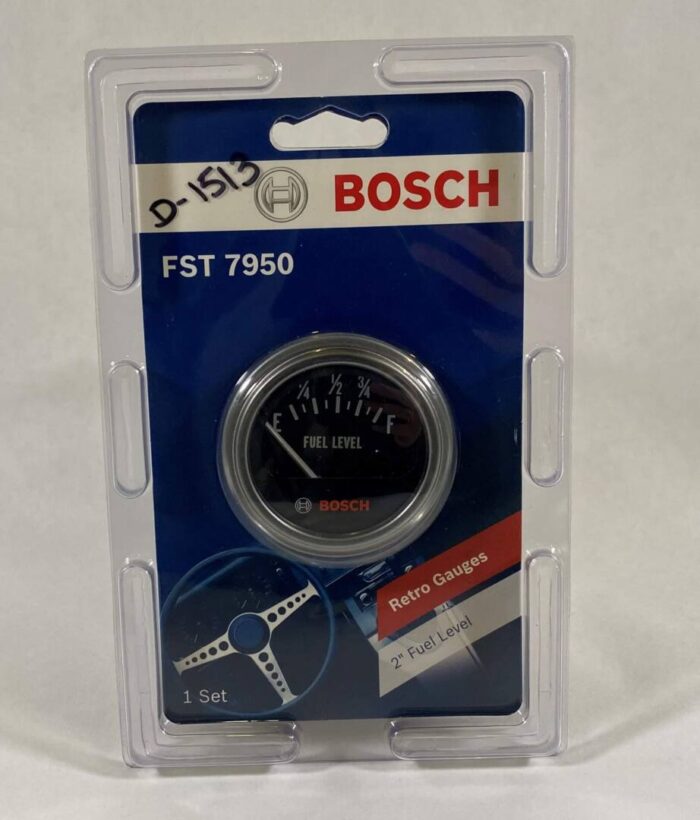 D-1513
BOSCH
FST 7950
E 1/4 1/2 3/4 F
FUEL LEVEL
BOSCH
Retro Gauges
2" Fuel Level
1 Set